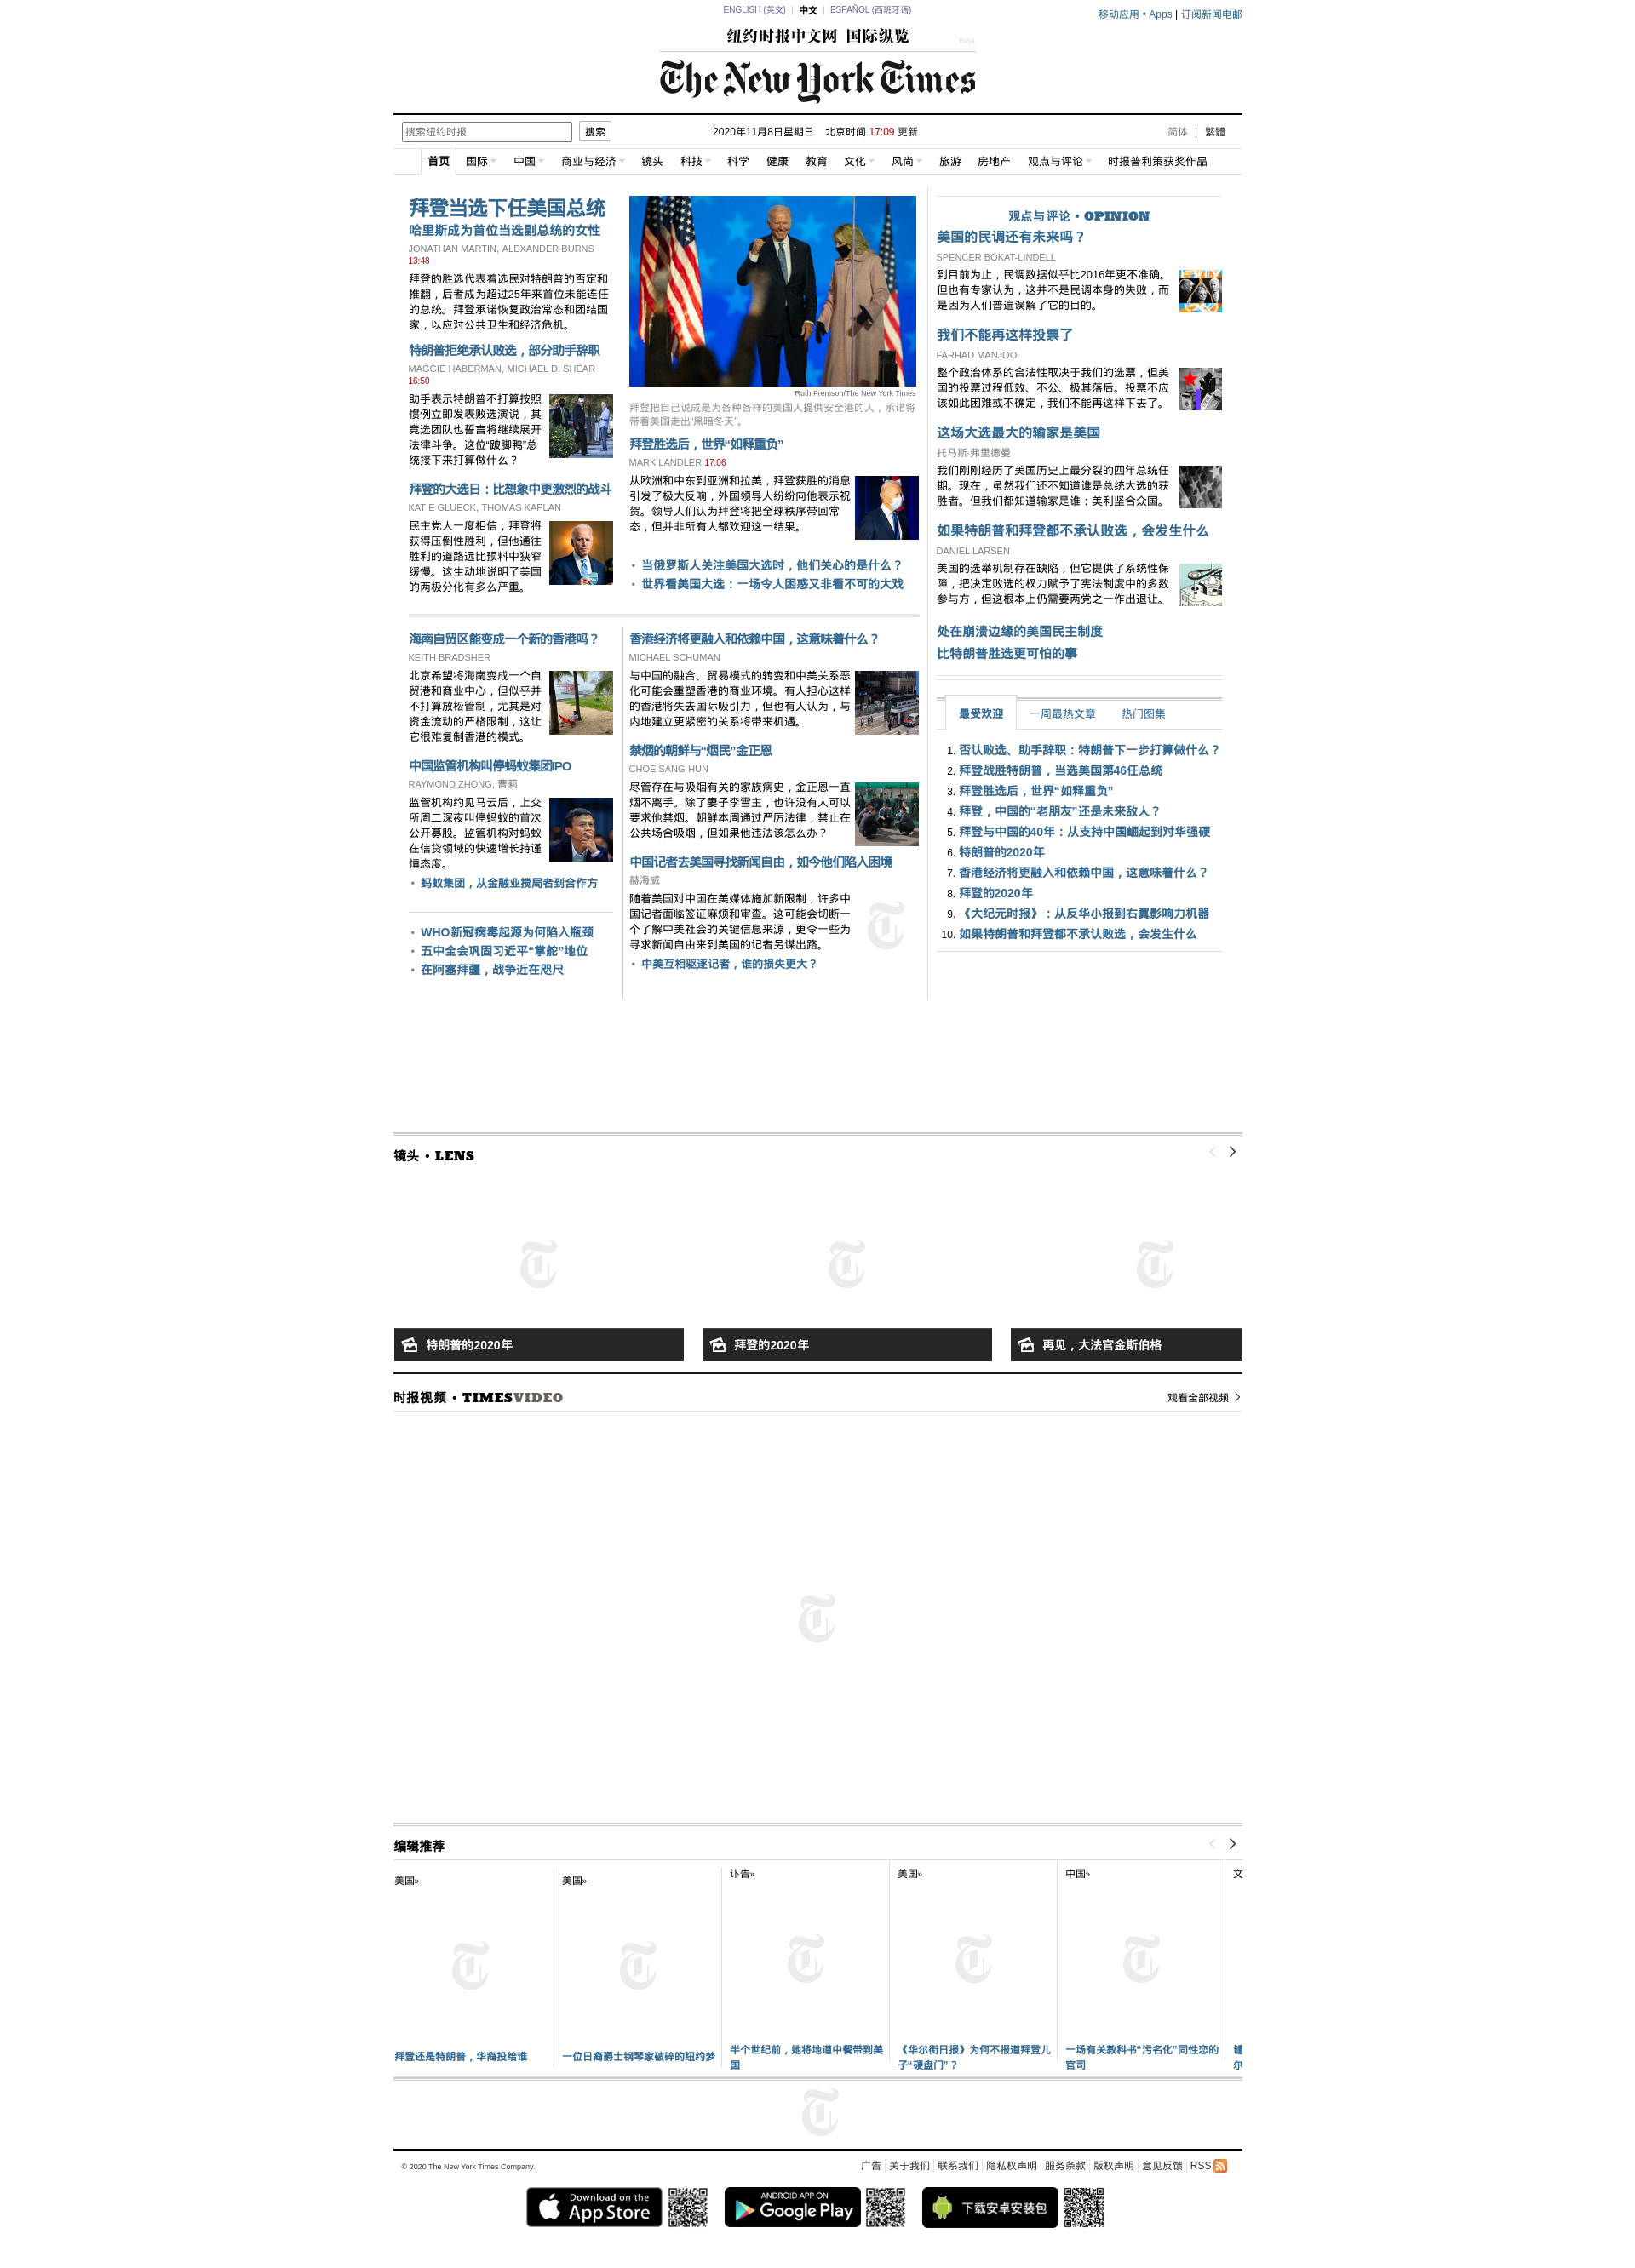 ENGLISH (英文) | 中文 | ESPAÑOL (西班牙语)
移动应用 • Apps | 订阅新闻电邮
纽约时报中文网 国际纵览
Beta
The New York Times
搜索纽约时报
搜索
2020年11月8日星期日 北京时间 17:09 更新
简体 | 繁體
首页 国际 中国 商业与经济 镜头 科技 科学 健康 教育 文化 风尚 旅游 房地产 观点与评论 时报普利策获奖作品
拜登当选下任美国总统
哈里斯成为首位当选副总统的女性
JONATHAN MARTIN, ALEXANDER BURNS
13:48
拜登的胜选代表着选民对特朗普的否定和
推翻，后者成为超过25年来首位未能连任
的总统。拜登承诺恢复政治常态和团结国
家，以应对公共卫生和经济危机。
特朗普拒绝承认败选，部分助手辞职
MAGGIE HABERMAN, MICHAEL D. SHEAR
16:50
助手表示特朗普不打算按照
惯例立即发表败选演说，其
竞选团队也誓言将继续展开
法律斗争。这位“跛脚鸭”总
统接下来打算做什么？
拜登的大选日：比想象中更激烈的战斗
KATIE GLUECK, THOMAS KAPLAN
民主党人一度相信，拜登将
获得压倒性胜利，但他通往
胜利的道路远比预料中狭窄
缓慢。这生动地说明了美国
的两极分化有多么严重。
Ruth Fremson/The New York Times
拜登把自己说成是为各种各样的美国人提供安全港的人，承诺将
带着美国走出“黑暗冬天”。
拜登胜选后，世界“如释重负”
MARK LANDLER 17:06
从欧洲和中东到亚洲和拉美，拜登获胜的消息
引发了极大反响，外国领导人纷纷向他表示祝
贺。领导人们认为拜登将把全球秩序带回常
态，但并非所有人都欢迎这一结果。
• 当俄罗斯人关注美国大选时，他们关心的是什么？
• 世界看美国大选：一场令人困惑又非看不可的大戏
海南自贸区能变成一个新的香港吗？
KEITH BRADSHER
北京希望将海南变成一个自
贸港和商业中心，但似乎并
不打算放松管制，尤其是对
资金流动的严格限制，这让
它很难复制香港的模式。
中国监管机构叫停蚂蚁集团IPO
RAYMOND ZHONG, 曹莉
监管机构约见马云后，上交
所周二深夜叫停蚂蚁的首次
公开募股。监管机构对蚂蚁
在信贷领域的快速增长持谨
慎态度。
• 蚂蚁集团，从金融业搅局者到合作方
• WHO新冠病毒起源为何陷入瓶颈
• 五中全会巩固习近平“掌舵”地位
• 在阿塞拜疆，战争近在咫尺
香港经济将更融入和依赖中国，这意味着什么？
MICHAEL SCHUMAN
与中国的融合、贸易模式的转变和中美关系恶
化可能会重塑香港的商业环境。有人担心这样
的香港将失去国际吸引力，但也有人认为，与
内地建立更紧密的关系将带来机遇。
禁烟的朝鲜与“烟民”金正恩
CHOE SANG-HUN
尽管存在与吸烟有关的家族病史，金正恩一直
烟不离手。除了妻子李雪主，也许没有人可以
要求他禁烟。朝鲜本周通过严厉法律，禁止在
公共场合吸烟，但如果他违法该怎么办？
中国记者去美国寻找新闻自由，如今他们陷入困境
赫海威
随着美国对中国在美媒体施加新限制，许多中
国记者面临签证麻烦和审查。这可能会切断一
个了解中美社会的关键信息来源，更令一些为
寻求新闻自由来到美国的记者另谋出路。
• 中美互相驱逐记者，谁的损失更大？
观点与评论 • OPINION
美国的民调还有未来吗？
SPENCER BOKAT-LINDELL
到目前为止，民调数据似乎比2016年更不准确。
但也有专家认为，这并不是民调本身的失败，而
是因为人们普遍误解了它的目的。
我们不能再这样投票了
FARHAD MANJOO
整个政治体系的合法性取决于我们的选票，但美
国的投票过程低效、不公、极其落后。投票不应
该如此困难或不确定，我们不能再这样下去了。
这场大选最大的输家是美国
托马斯·弗里德曼
我们刚刚经历了美国历史上最分裂的四年总统任
期。现在，虽然我们还不知道谁是总统大选的获
胜者。但我们都知道输家是谁：美利坚合众国。
如果特朗普和拜登都不承认败选，会发生什么
DANIEL LARSEN
美国的选举机制存在缺陷，但它提供了系统性保
障，把决定败选的权力赋予了宪法制度中的多数
参与方，但这根本上仍需要两党之一作出退让。
处在崩溃边缘的美国民主制度
比特朗普胜选更可怕的事
最受欢迎 一周最热文章 热门图集
1. 否认败选、助手辞职：特朗普下一步打算做什么？
2. 拜登战胜特朗普，当选美国第46任总统
3. 拜登胜选后，世界“如释重负”
4. 拜登，中国的“老朋友”还是未来敌人？
5. 拜登与中国的40年：从支持中国崛起到对华强硬
6. 特朗普的2020年
7. 香港经济将更融入和依赖中国，这意味着什么？
8. 拜登的2020年
9. 《大纪元时报》：从反华小报到右翼影响力机器
10. 如果特朗普和拜登都不承认败选，会发生什么
镜头 • LENS
特朗普的2020年
拜登的2020年
再见，大法官金斯伯格
时报视频 • TIMESVIDEO
观看全部视频
编辑推荐
美国»
拜登还是特朗普，华裔投给谁
美国»
一位日裔爵士钢琴家破碎的纽约梦
讣告»
半个世纪前，她将地道中餐带到美
国
美国»
《华尔街日报》为何不报道拜登儿
子“硬盘门”？
中国»
一场有关教科书“污名化”同性恋的
官司
文
谴
尔
© 2020 The New York Times Company.
广告 | 关于我们 | 联系我们 | 隐私权声明 | 服务条款 | 版权声明 | 意见反馈 | RSS
Download on the
App Store
ANDROID APP ON
Google Play
下载安卓安装包